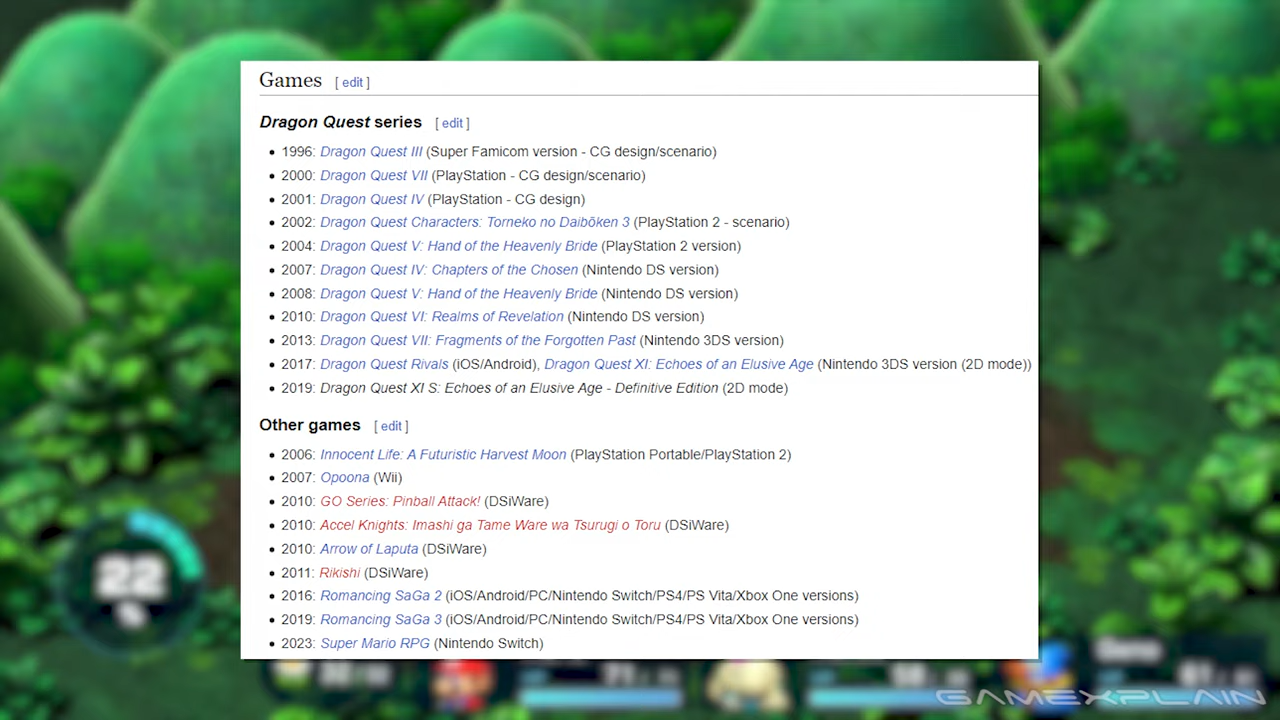 Games [ edit ]
Dragon Quest series [ edit ]
• 1996: Dragon Quest III (Super Famicom version - CG design/scenario)
• 2000: Dragon Quest VII (PlayStation - CG design/scenario)
• 2001: Dragon Quest IV (PlayStation - CG design)
• 2002: Dragon Quest Characters: Torneko no Daibōken 3 (PlayStation 2 - scenario)
• 2004: Dragon Quest V: Hand of the Heavenly Bride (PlayStation 2 version)
• 2007: Dragon Quest IV: Chapters of the Chosen (Nintendo DS version)
• 2008: Dragon Quest V: Hand of the Heavenly Bride (Nintendo DS version)
• 2010: Dragon Quest VI: Realms of Revelation (Nintendo DS version)
• 2013: Dragon Quest VII: Fragments of the Forgotten Past (Nintendo 3DS version)
• 2017: Dragon Quest Rivals (iOS/Android), Dragon Quest XI: Echoes of an Elusive Age (Nintendo 3DS version (2D mode))
• 2019: Dragon Quest XI S: Echoes of an Elusive Age - Definitive Edition (2D mode)
Other games [ edit ]
• 2006: Innocent Life: A Futuristic Harvest Moon (PlayStation Portable/PlayStation 2)
• 2007: Opoona (Wii)
• 2010: GO Series: Pinball Attack! (DSiWare)
• 2010: Accel Knights: Imashi ga Tame Ware wa Tsurugi o Toru (DSiWare)
• 2010: Arrow of Laputa (DSiWare)
• 2011: Rikishi (DSiWare)
• 2016: Romancing SaGa 2 (iOS/Android/PC/Nintendo Switch/PS4/PS Vita/Xbox One versions)
• 2019: Romancing SaGa 3 (iOS/Android/PC/Nintendo Switch/PS4/PS Vita/Xbox One versions)
• 2023: Super Mario RPG (Nintendo Switch)
22
%
GAMEXPLAIN